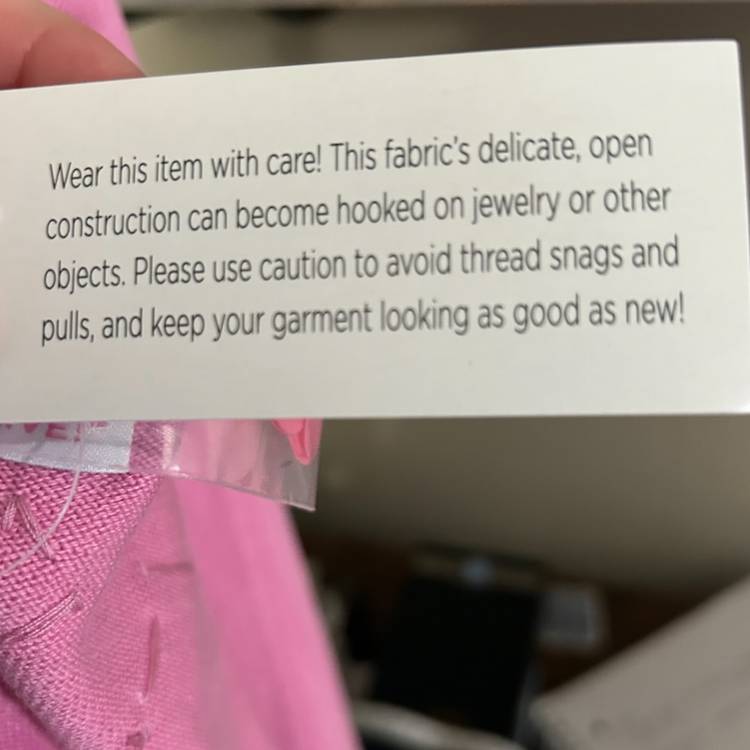 Wear this item with care! This fabric's delicate, open
construction can become hooked on jewelry or other
objects. Please use caution to avoid thread snags and
pulls, and keep your garment looking as good as new!